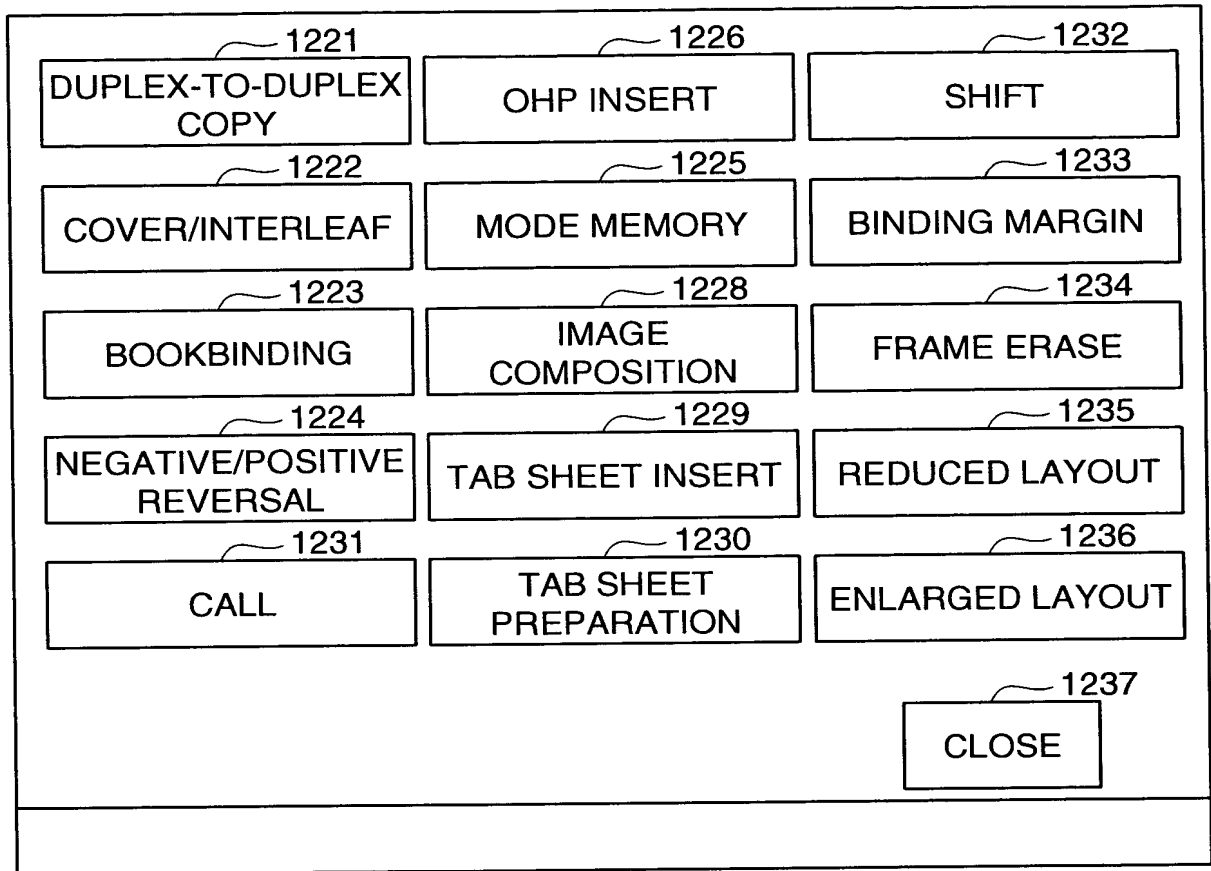 1221
DUPLEX-TO-DUPLEX
COPY
1226
OHP INSERT
1232
SHIFT
1222
COVER/INTERLEAF
1225
MODE MEMORY
1233
BINDING MARGIN
1223
BOOKBINDING
1228
IMAGE
COMPOSITION
1234
FRAME ERASE
1224
NEGATIVE/POSITIVE
REVERSAL
1229
TAB SHEET INSERT
1235
REDUCED LAYOUT
1231
CALL
1230
TAB SHEET
PREPARATION
1236
ENLARGED LAYOUT
1237
CLOSE